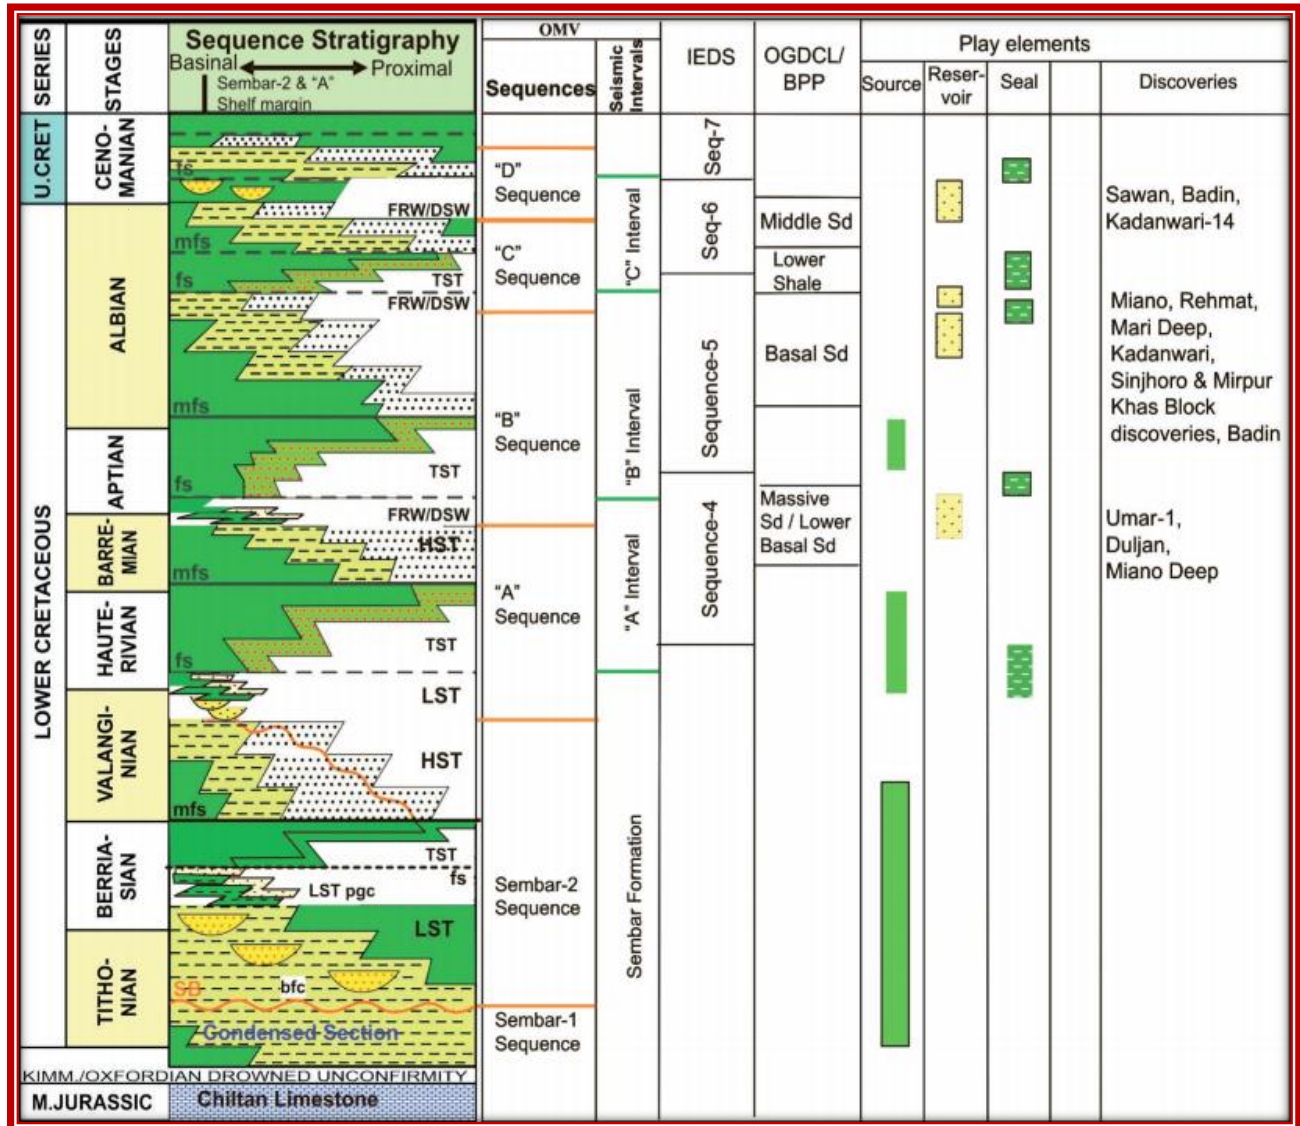 SERIES
STAGES
Sequence Stratigraphy
Basinal
Proximal
Sembar-2 & "A"
Shelf margin
OMV
Sequences
Seismic
Intervals
IEDS
OGDCL/
BPP
Play elements
Source
Reser-
voir
Seal
Discoveries
U.CRET
LOWER CRETACEOUS
CENO-
MANIAN
ALBIAN
APTIAN
BARRE-
MIAN
HAUTE-
RIVIAN
VALANGI-
NIAN
BERRIA-
SIAN
TITHO-
NIAN
fs
FRW/DSW
mfs
fs
TST
FRW/DSW
mfs
TST
fs
FRW/DSW
HST
mfs
TST
fs
LST
HST
mfs
TST
fs
LST pgc
LST
SB
bfc
Condensed Section
KIMM./OXFORDIAN DROWNED UNCONFIRMITY
M.JURASSIC
Chiltan Limestone
"D"
Sequence
"C"
Sequence
"B"
Sequence
"A"
Sequence
Sembar-2
Sequence
Sembar-1
Sequence
"C" Interval
"B" Interval
"A" Interval
Sembar Formation
Seq-7
Seq-6
Sequence-5
Sequence-4
Middle Sd
Lower
Shale
Basal Sd
Massive
Sd / Lower
Basal Sd
Sawan, Badin,
Kadanwari-14
Miano, Rehmat,
Mari Deep,
Kadanwari,
Sinjhoro & Mirpur
Khas Block
discoveries, Badin
Umar-1,
Duljan,
Miano Deep